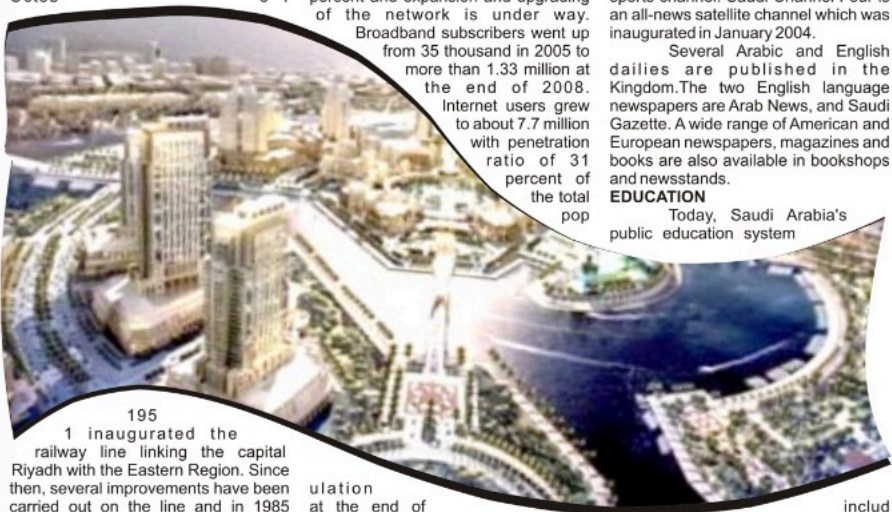 195
1 inaugurated the
railway line linking the capital
Riyadh with the Eastern Region. Since
then, several improvements have been
carried out on the line and in 1985
percent and expansion and upgrading
of the network is under way.
Broadband subscribers went up
from 35 thousand in 2005 to
more than 1.33 million at
the end of 2008.
Internet users grew
to about 7.7 million
with penetration
ratio of 31
percent of
the total
pop
ulation
at the end of
an all-news satellite channel which was
inaugurated in January 2004.
Several Arabic and English
dailies are published in the
Kingdom.The two English language
newspapers are Arab News, and Saudi
Gazette. A wide range of American and
European newspapers, magazines and
books are also available in bookshops
and newsstands.
EDUCATION
Today, Saudi Arabia's
public education system
includ